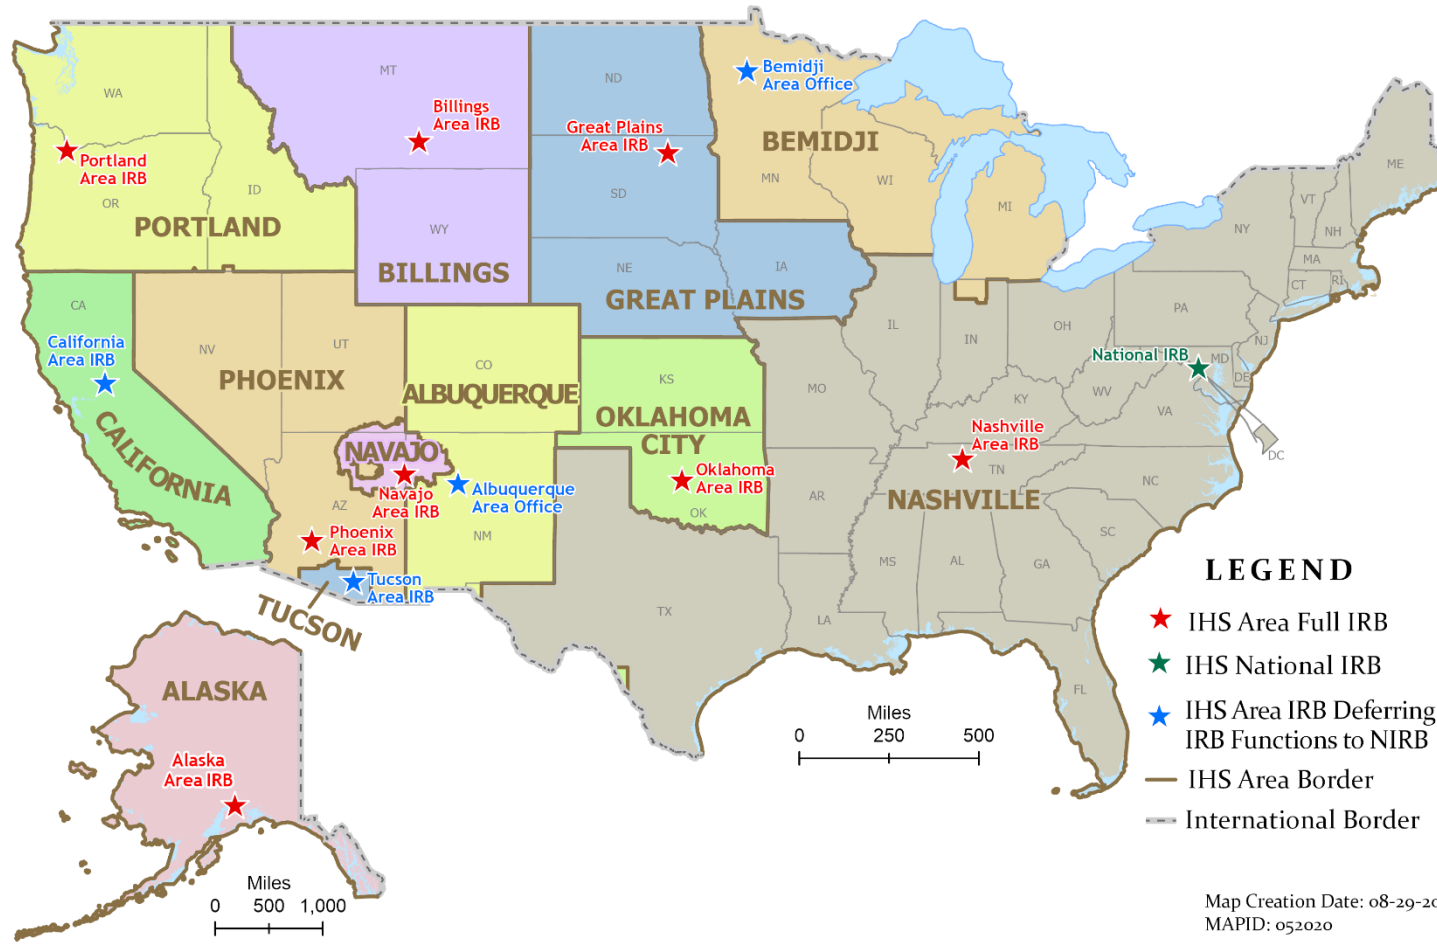 Bemidji
Area Office
MT
ND
WA
ME
Billings
Area IRB
Great Plains
Area IRB
BEMIDJI
Portland
Area IRB
MN
WI
SD
ID
OR
MI
VT
NH
NY
PORTLAND
WY
MA
BILLINGS
NE
IA
CT
RI
GREAT PLAINS
CA
PA
IL
IN
OH
NJ
California
Area IRB
NV
UT
National IRB
MD
CO
DE
PHOENIX
KS
MO
ALBUQUERQUE
KY
WV
VA
OKLAHOMA
CITY
CALIFORNIA
Nashville
Area IRB
NAVAJO
DC
TN
Oklahoma
Area IRB
Navajo
Area IRB
Albuquerque
Area Office
NC
AZ
AR
NASHVILLE
OK
Phoenix
Area IRB
NM
SC
MS
AL
GA
Tucson
Area IRB
TUCSON
TX
LA
ALASKA
FL
Alaska
Area IRB
Miles
0 250 500
Miles
0 500 1,000
LEGEND
IHS Area Full IRB
IHS National IRB
IHS Area IRB Deferring
IRB Functions to NIRB
IHS Area Border
International Border
Map Creation Date: 08-29-20
MAPID: 052020